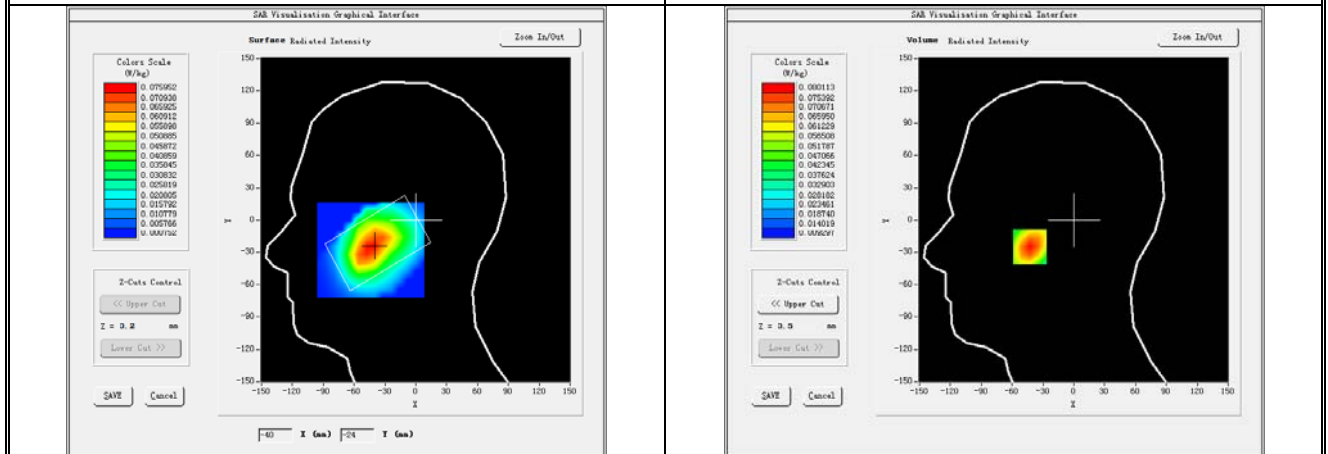 SAR Visualisation Graphical Interface
Surface Radiated Intensity
Zoom In/Out
Colors Scale
(W/kg)
0.075952
0.070938
0.065925
0.060912
0.055898
0.050885
0.045872
0.040859
0.035845
0.030832
0.025819
0.020805
0.015792
0.010779
0.005766
0.000752
Z-Cuts Control
<< Upper Cut
Z = 3.2 mm
Lower Cut >>
SAVE
Cancel
150
120
90
60
30
0
-30
-60
-90
-120
-150
Y
-150 -120 -90 -60 -30 0 30 60 90 120 150
X
-40 X (mm) -24 Y (mm)
SAR Visualisation Graphical Interface
Volume Radiated Intensity
Zoom In/Out
Colors Scale
(W/kg)
0.080113
0.075392
0.070671
0.065950
0.061229
0.056508
0.051787
0.047066
0.042345
0.037624
0.032903
0.028182
0.023461
0.018740
0.014019
0.009297
Z-Cuts Control
<< Upper Cut
Z = 3.5 mm
Lower Cut >>
SAVE
Cancel
150
120
90
60
30
0
-30
-60
-90
-120
-150
Y
-150 -120 -90 -60 -30 0 30 60 90 120 150
X